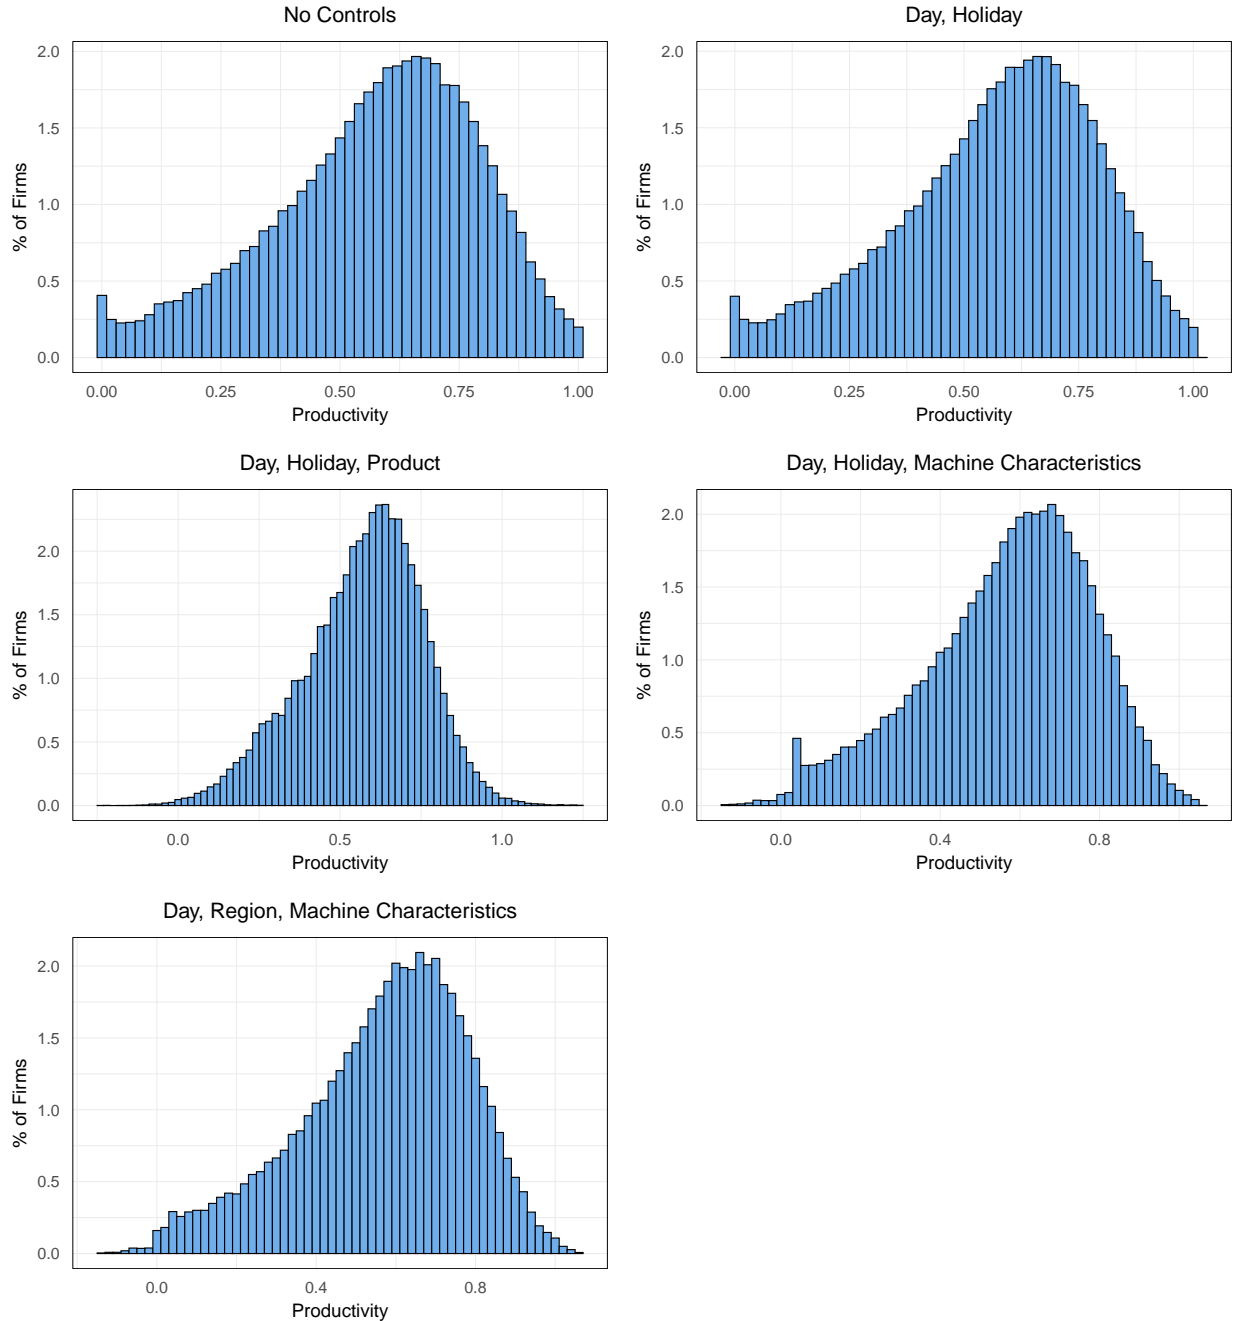 No Controls
2.0
1.5
1.0
0.5
0.0
% of Firms
0.00 0.25 0.50 0.75 1.00
Productivity
Day, Holiday
2.0
1.5
1.0
0.5
0.0
% of Firms
0.00 0.25 0.50 0.75 1.00
Productivity
Day, Holiday, Product
2.0
1.5
1.0
0.5
0.0
% of Firms
0.0 0.5 1.0
Productivity
Day, Holiday, Machine Characteristics
2.0
1.5
1.0
0.5
0.0
% of Firms
0.0 0.4 0.8
Productivity
Day, Region, Machine Characteristics
2.0
1.5
1.0
0.5
0.0
% of Firms
0.0 0.4 0.8
Productivity